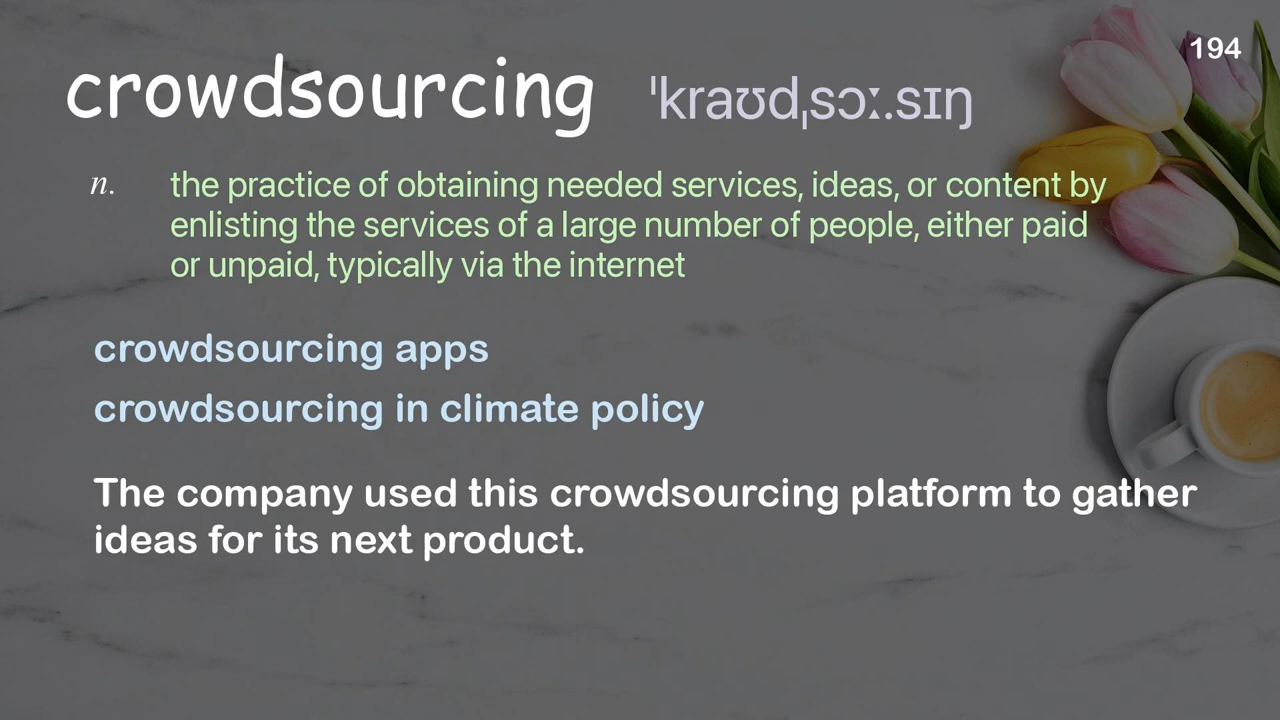 194
crowdsourcing ˈkraʊdˌsɔː.sɪŋ
n. the practice of obtaining needed services, ideas, or content by
enlisting the services of a large number of people, either paid
or unpaid, typically via the internet
crowdsourcing apps
crowdsourcing in climate policy
The company used this crowdsourcing platform to gather
ideas for its next product.